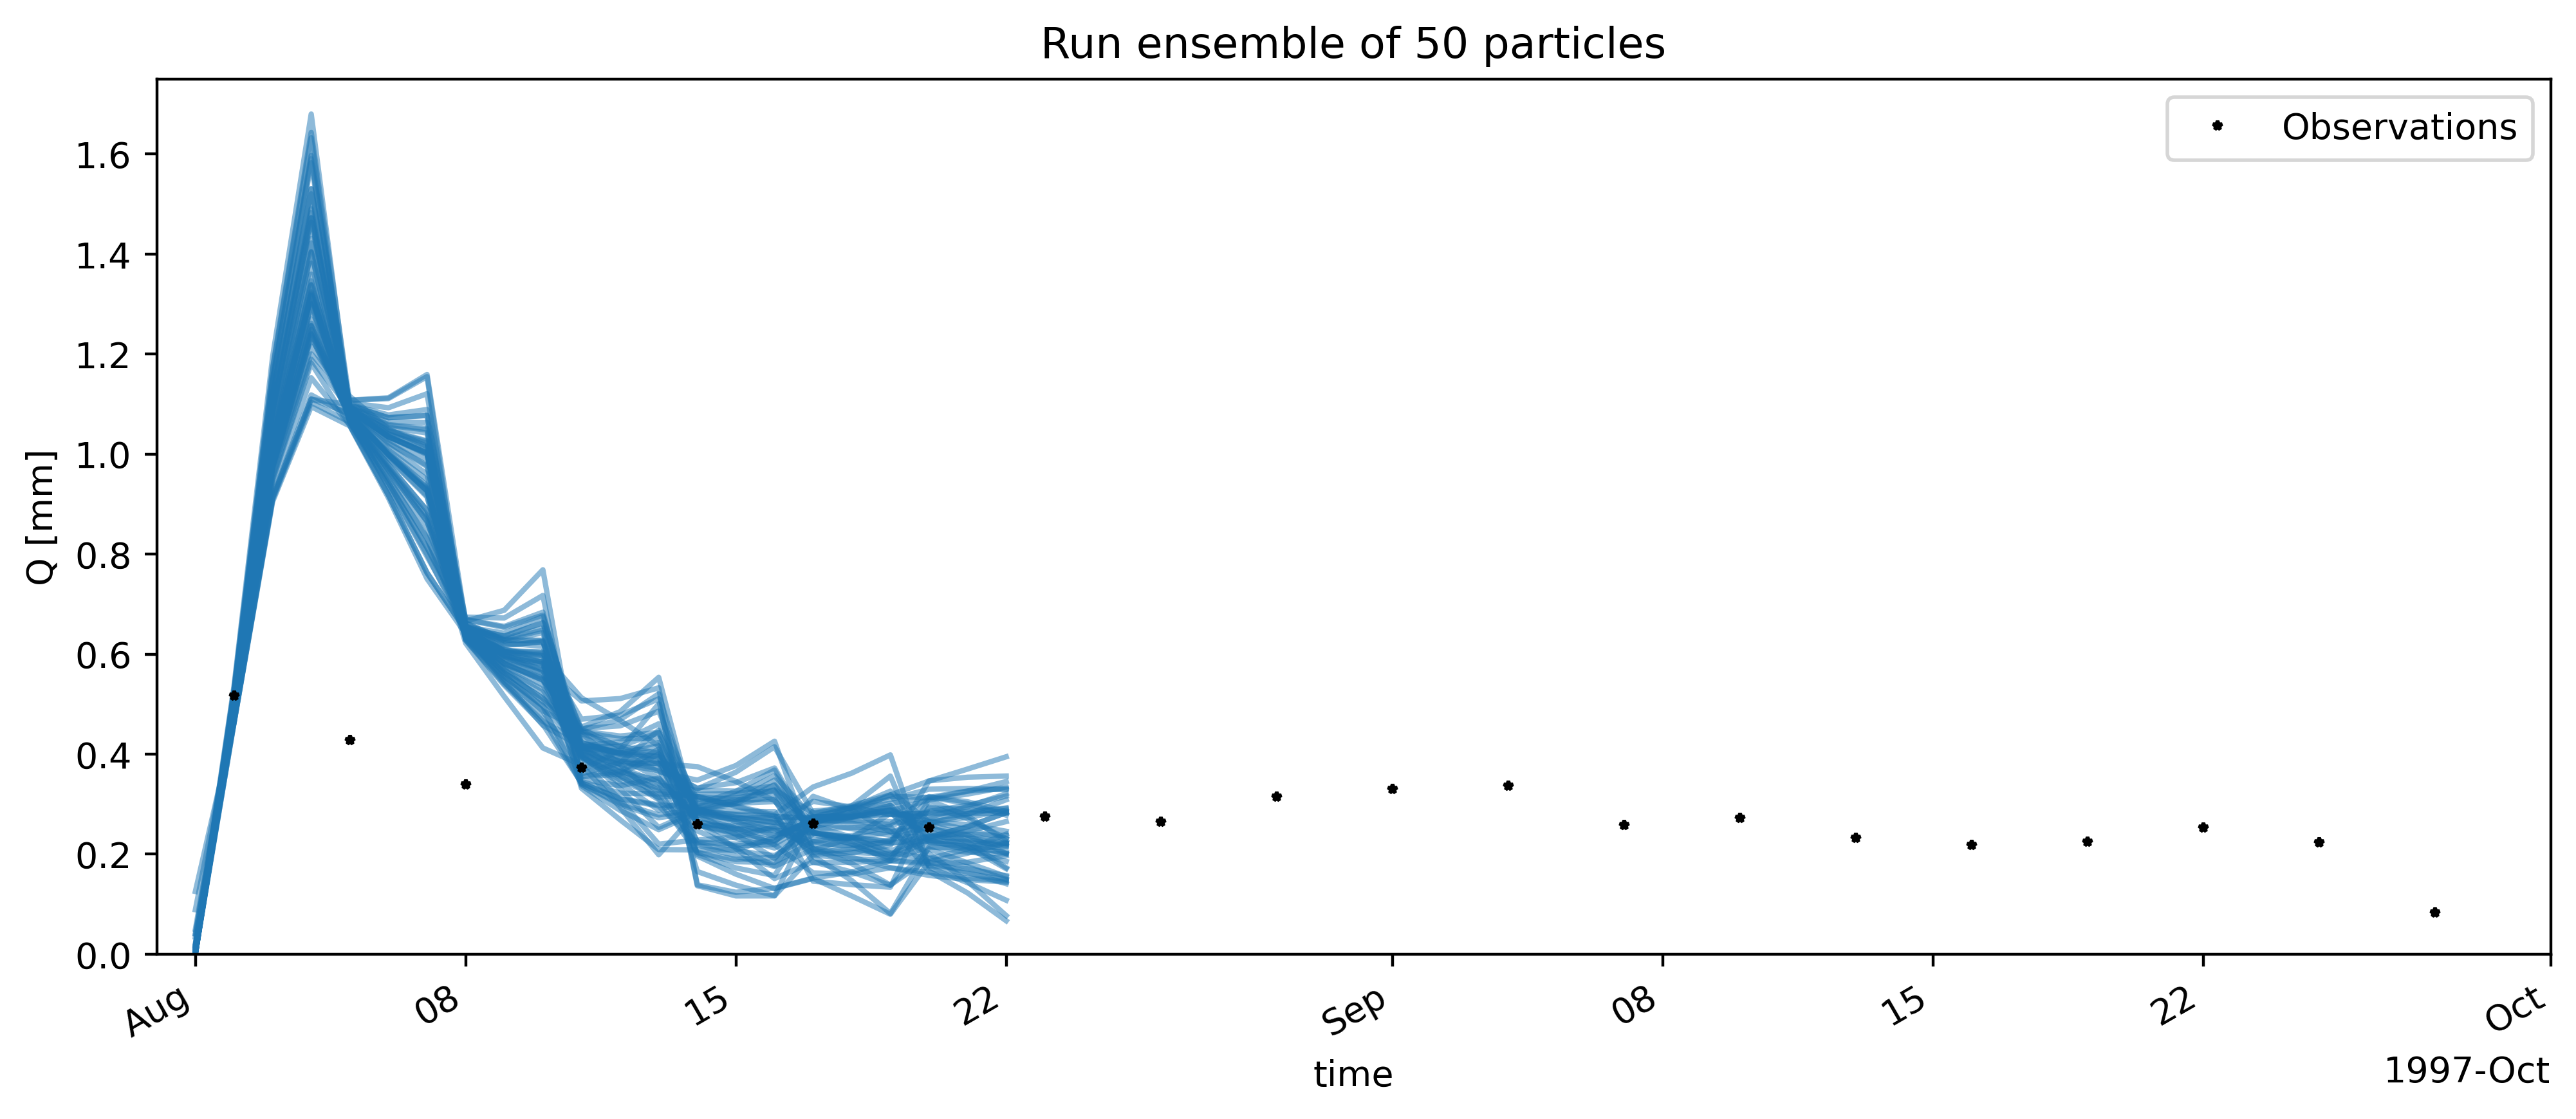 Run ensemble of 50 particles
Observations
Q [mm]
1.6
1.4
1.2
1.0
0.8
0.6
0.4
0.2
0.0
Aug 08 15 22 Sep 08 15 22 Oct
time
1997-Oct